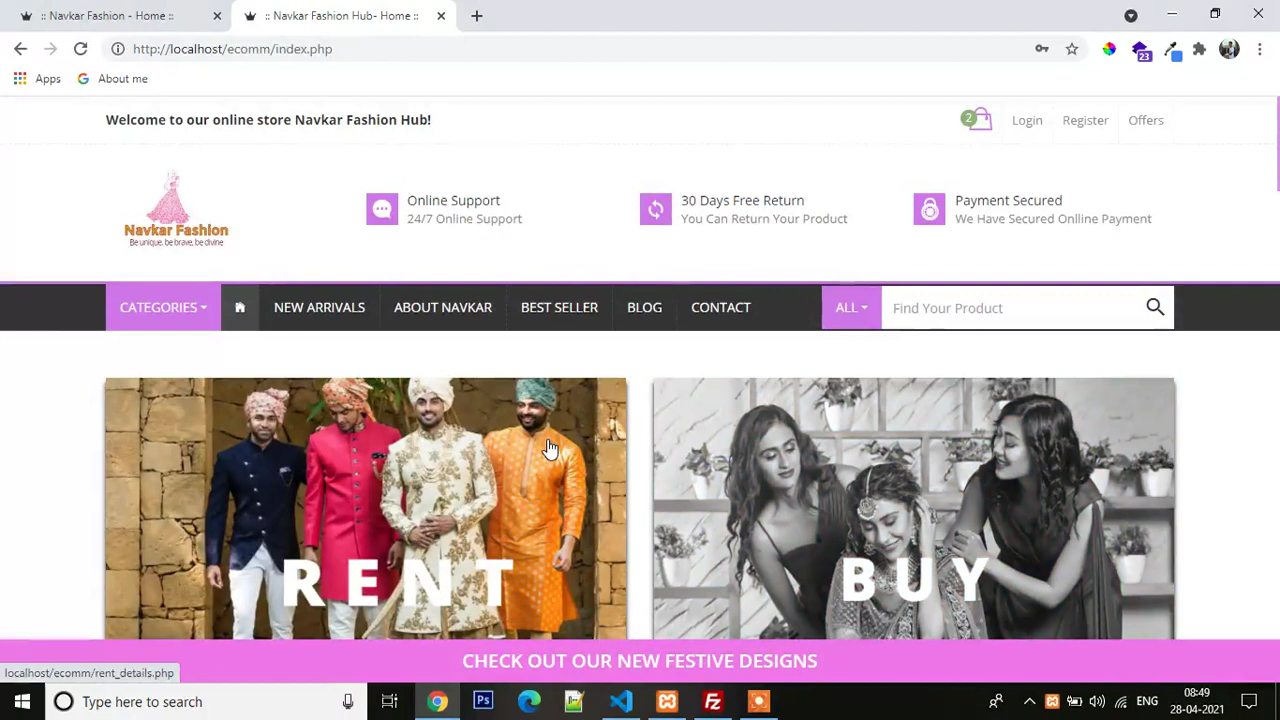 :: Navkar Fashion - Home ::
:: Navkar Fashion Hub- Home ::
http://localhost/ecomm/index.php
23
Apps
About me
Welcome to our online store Navkar Fashion Hub!
2
Login
Register
Offers
Navkar Fashion
Be unique, be brave, be divine
Online Support
24/7 Online Support
30 Days Free Return
You Can Return Your Product
Payment Secured
We Have Secured Onlline Payment
CATEGORIES
NEW ARRIVALS
ABOUT NAVKAR
BEST SELLER
BLOG
CONTACT
ALL
Find Your Product
RENT
BUY
CHECK OUT OUR NEW FESTIVE DESIGNS
localhost/ecomm/rent_details.php
Type here to search
Ps
Fz
ENG
08:49
28-04-2021